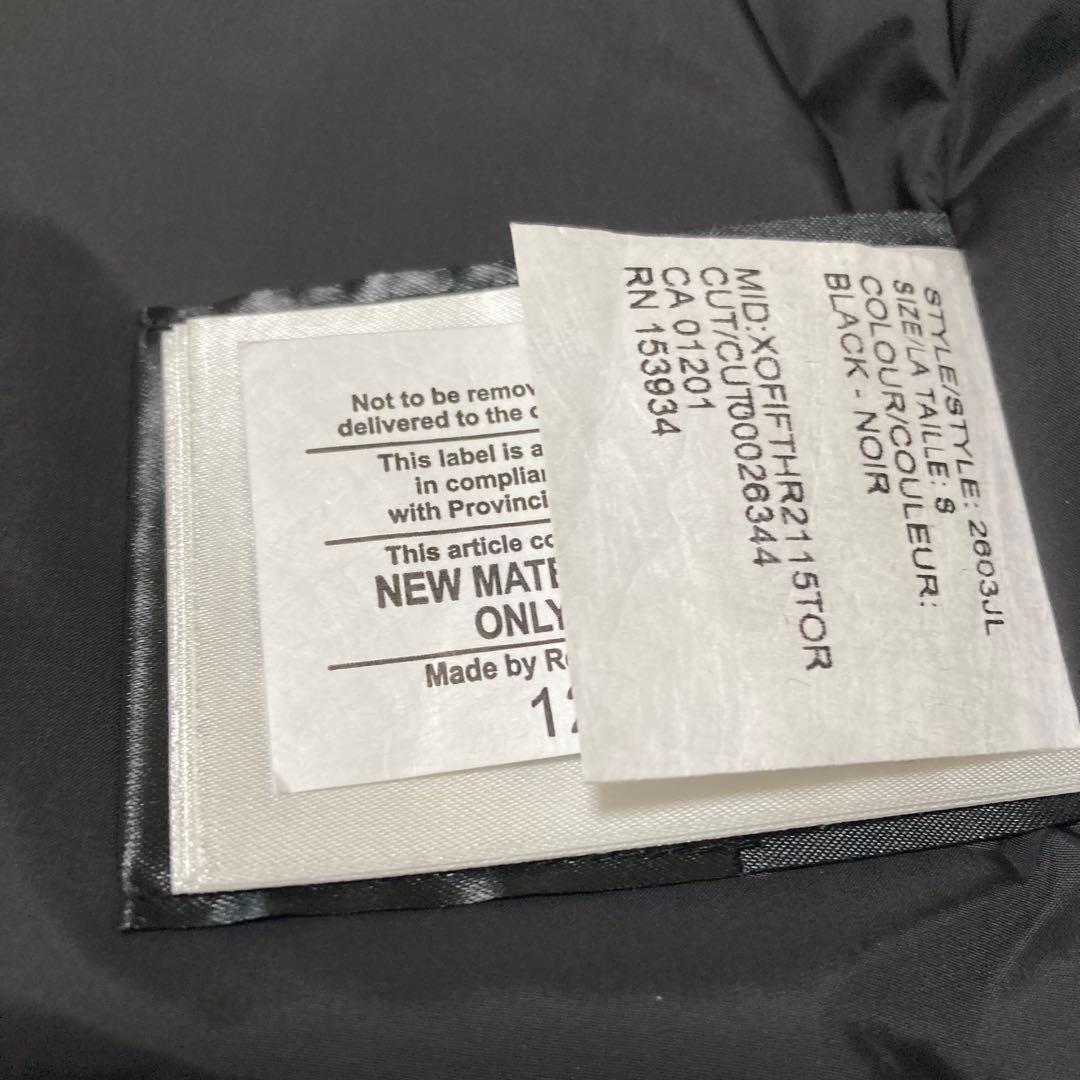 Not to be remov
delivered to the c
This label is a
in complia
with Provinci
This article co
NEW MATE
ONLY
Made by R
12
STYLE/STYLE: 2603JL
SIZE/LA TAILLE: S
COLOUR/COULEUR:
BLACK - NOIR
MID:XOFIFTHR2115TOR
CUT/CUT00026344
CA 01201
RN 153934